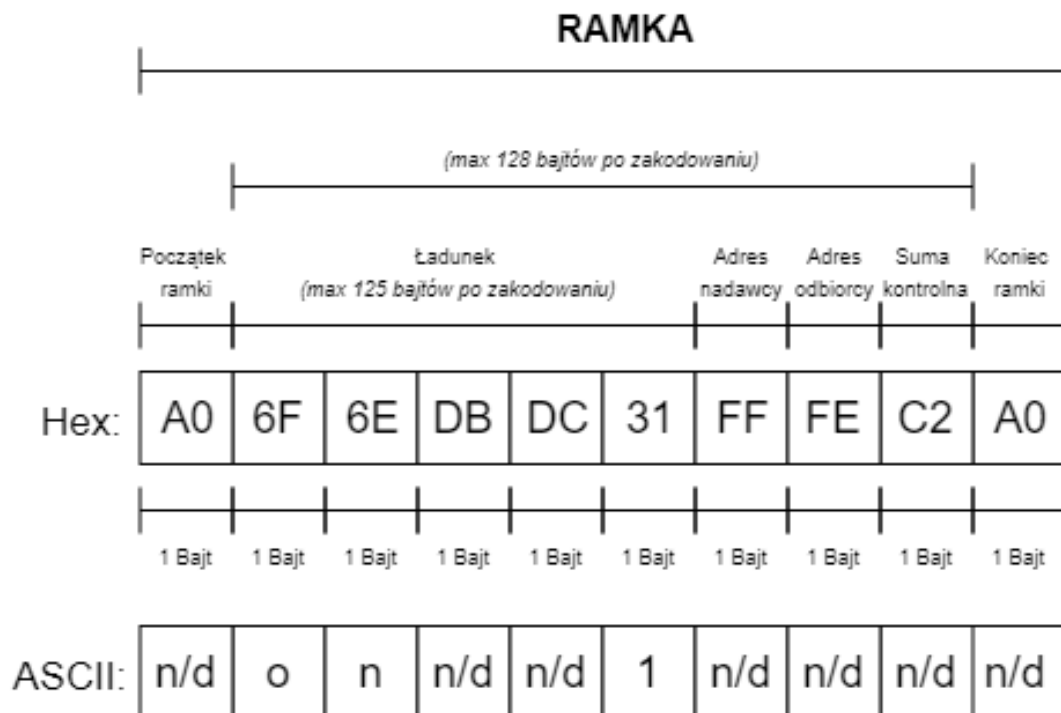 RAMKA
(max 128 bajtów po zakodowaniu)
Początek ramki
Ładunek
(max 125 bajtów po zakodowaniu)
Adres nadawcy
Adres odbiorcy
Suma kontrolna
Koniec ramki
Hex: A0 6F 6E DB DC 31 FF FE C2 A0
1 Bajt 1 Bajt 1 Bajt 1 Bajt 1 Bajt 1 Bajt 1 Bajt 1 Bajt 1 Bajt 1 Bajt
ASCII: n/d o n n/d n/d 1 n/d n/d n/d n/d